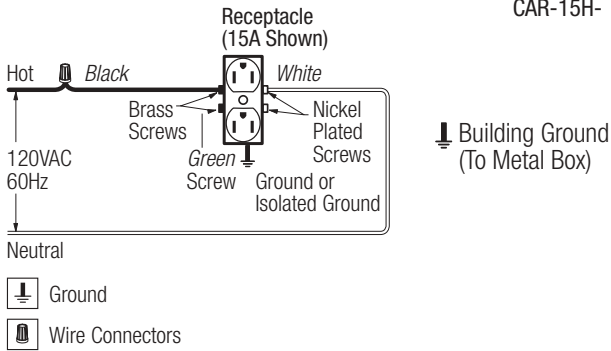 CAR-15H-
Receptacle
(15A Shown)
Hot
Black
White
Brass
Screws
Nickel
Plated
Screws
120VAC
60Hz
Green
Screw
Ground or
Isolated Ground
Building Ground
(To Metal Box)
Neutral
Ground
Wire Connectors